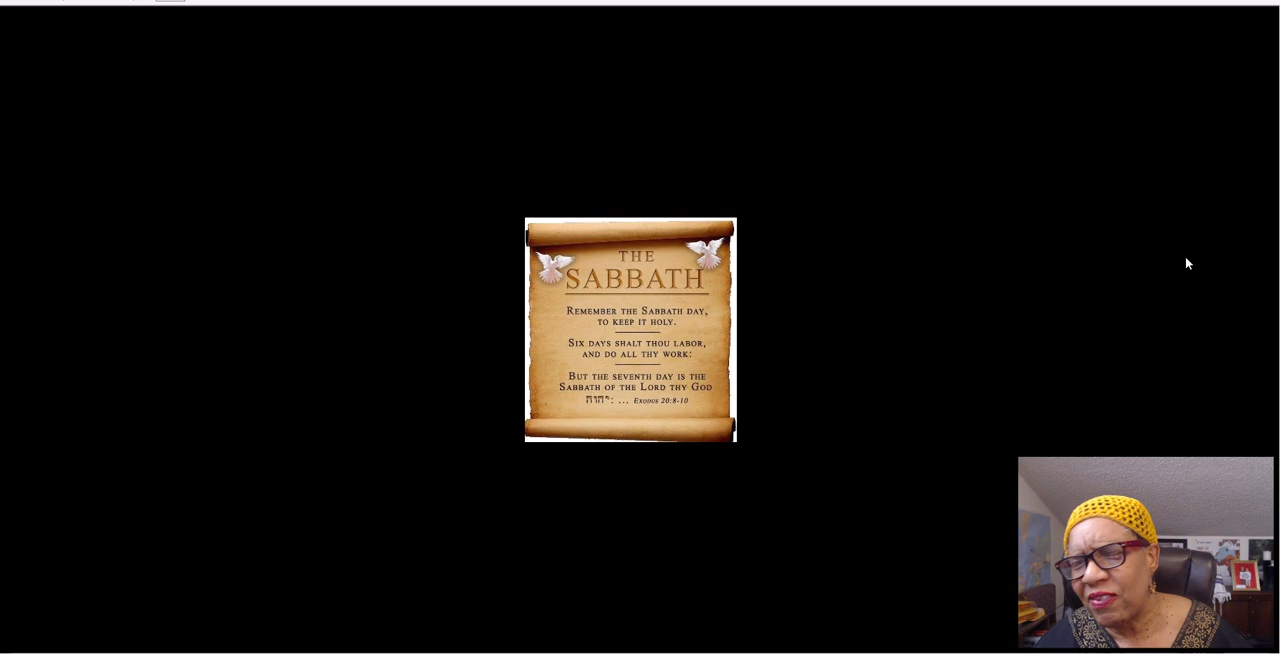 THE
SABBATH
REMEMBER THE SABBATH DAY,
TO KEEP IT HOLY.
SIX DAYS SHALT THOU LABOR,
AND DO ALL THY WORK:
BUT THE SEVENTH DAY IS THE
SABBATH OF THE LORD THY GOD
יהוה: ... EXODUS 20:8-10